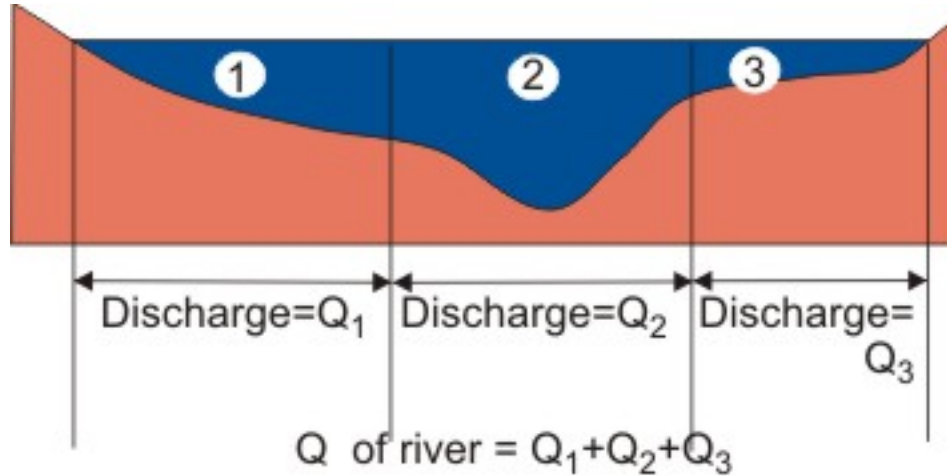 1 2 3
Discharge=Q₁ Discharge=Q₂ Discharge=
Q₃
Q of river = Q₁+Q₂+Q₃